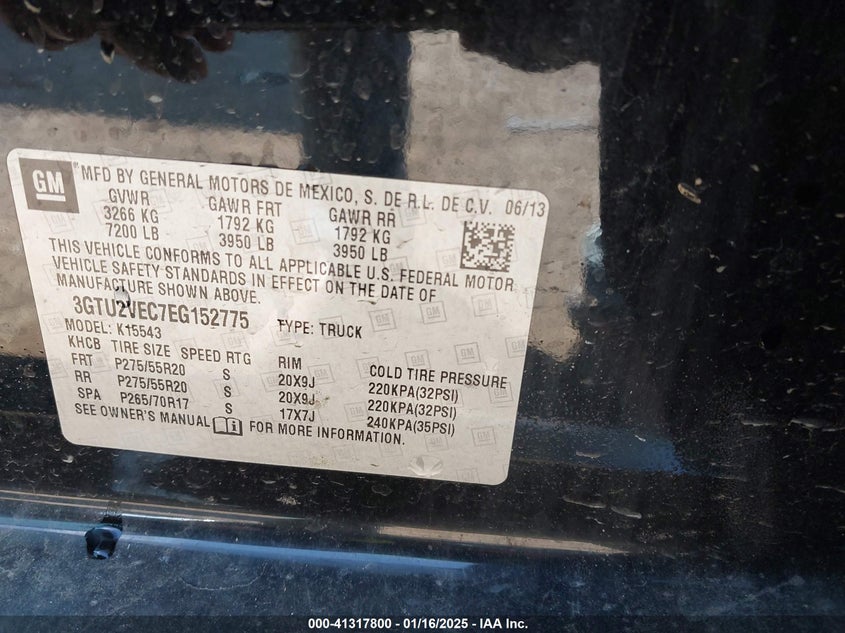 GM
MFD BY GENERAL MOTORS DE MEXICO, S. DE R.L. DE C.V. 06/13
GVWR GAWR FRT GAWR RR
3266 KG 1792 KG 1792 KG
7200 LB 3950 LB 3950 LB
THIS VEHICLE CONFORMS TO ALL APPLICABLE U.S. FEDERAL MOTOR
VEHICLE SAFETY STANDARDS IN EFFECT ON THE DATE OF
MANUFACTURE SHOWN ABOVE.
3GTU2VEC7EG152775 TYPE: TRUCK
MODEL: K15543
KHCB TIRE SIZE SPEED RTG RIM COLD TIRE PRESSURE
FRT P275/55R20 S 20X9J 220KPA(32PSI)
RR P275/55R20 S 20X9J 220KPA(32PSI)
SPA P265/70R17 S 17X7J 240KPA(35PSI)
SEE OWNER'S MANUAL FOR MORE INFORMATION.
000-41317800 - 01/16/2025 - IAA Inc.